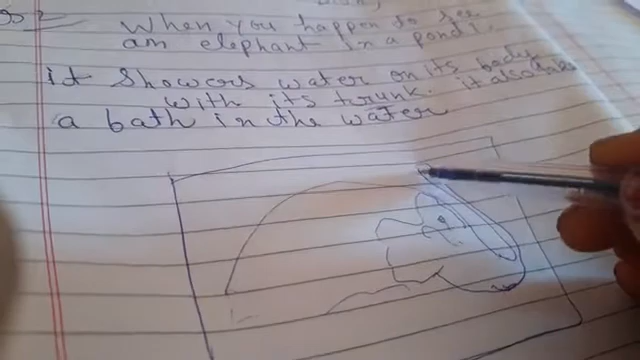 When you happen to see
am elephant in a pond.
it showers water on its body
with its trunk. it also takes
a bath in the water